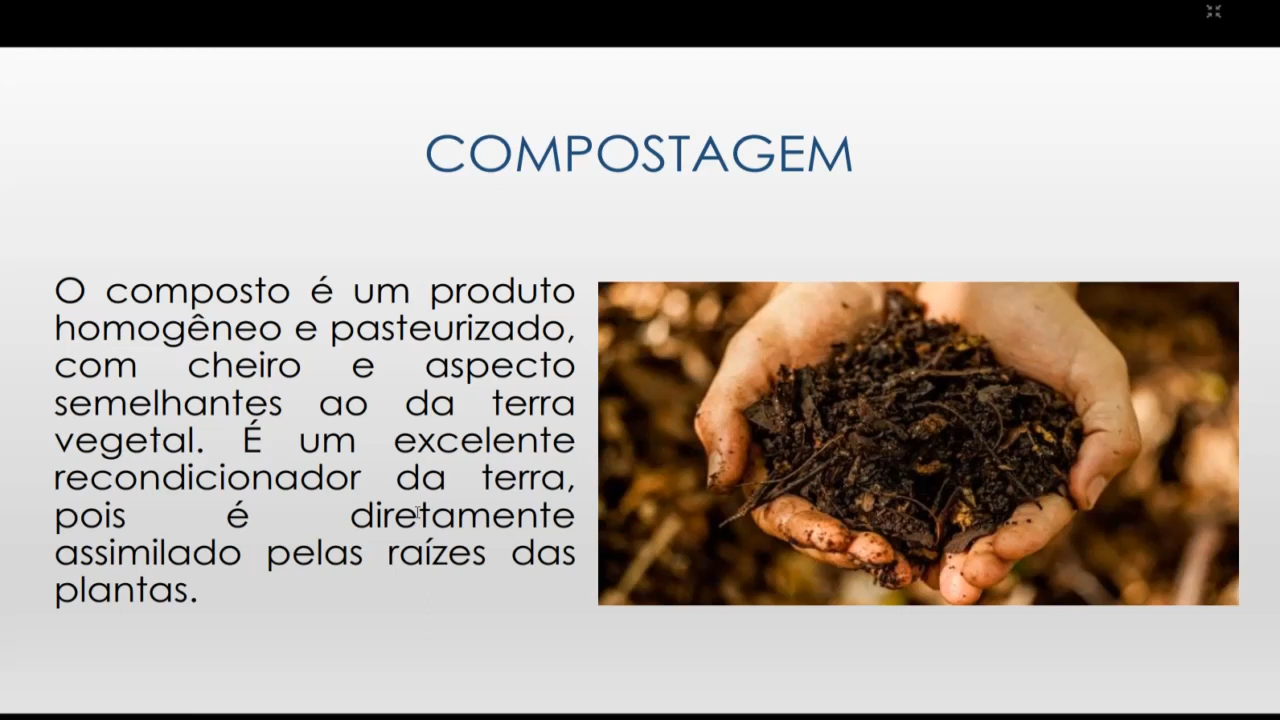 COMPOSTAGEM
O composto é um produto
homogêneo e pasteurizado,
com cheiro e aspecto
semelhantes ao da terra
vegetal. É um excelente
recondicionador da terra,
pois é diretamente
assimilado pelas raízes das
plantas.